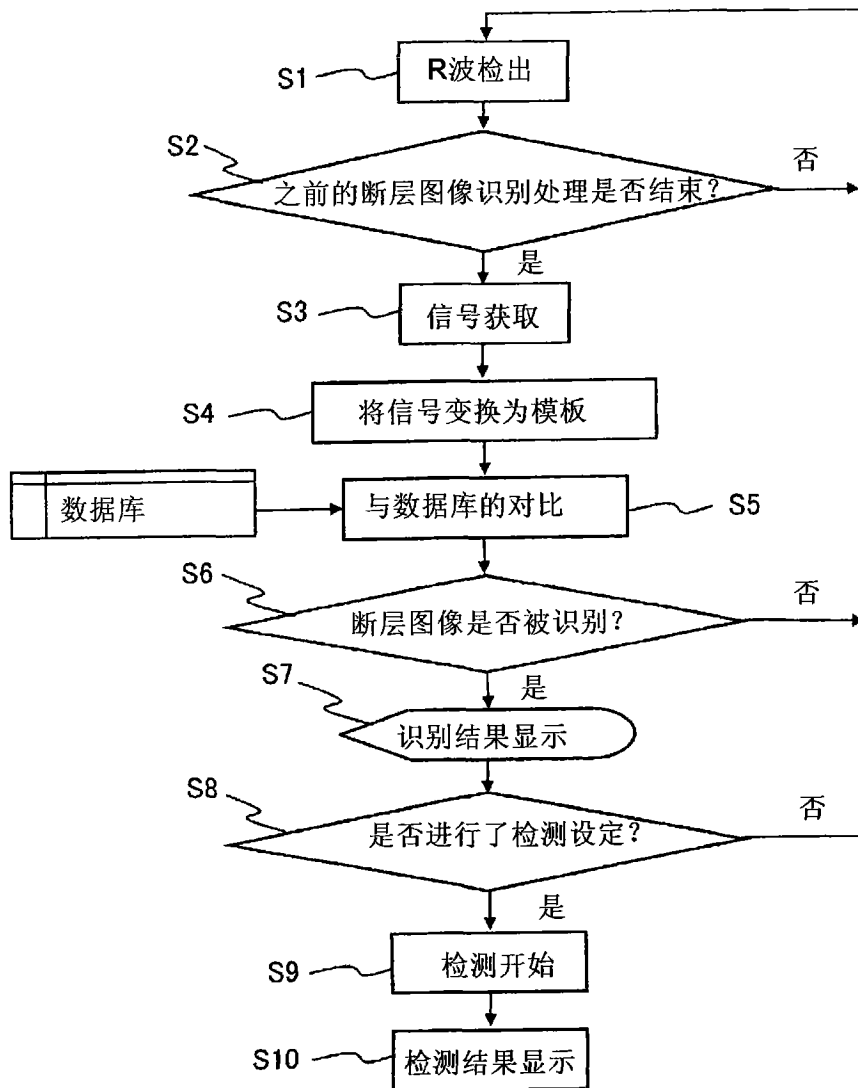 S1
R波检出
S2
之前的断层图像识别处理是否结束?
否
是
S3
信号获取
S4
将信号变换为模板
数据库
与数据库的对比
S5
S6
断层图像是否被识别?
否
是
S7
识别结果显示
S8
是否进行了检测设定?
否
是
S9
检测开始
S10
检测结果显示